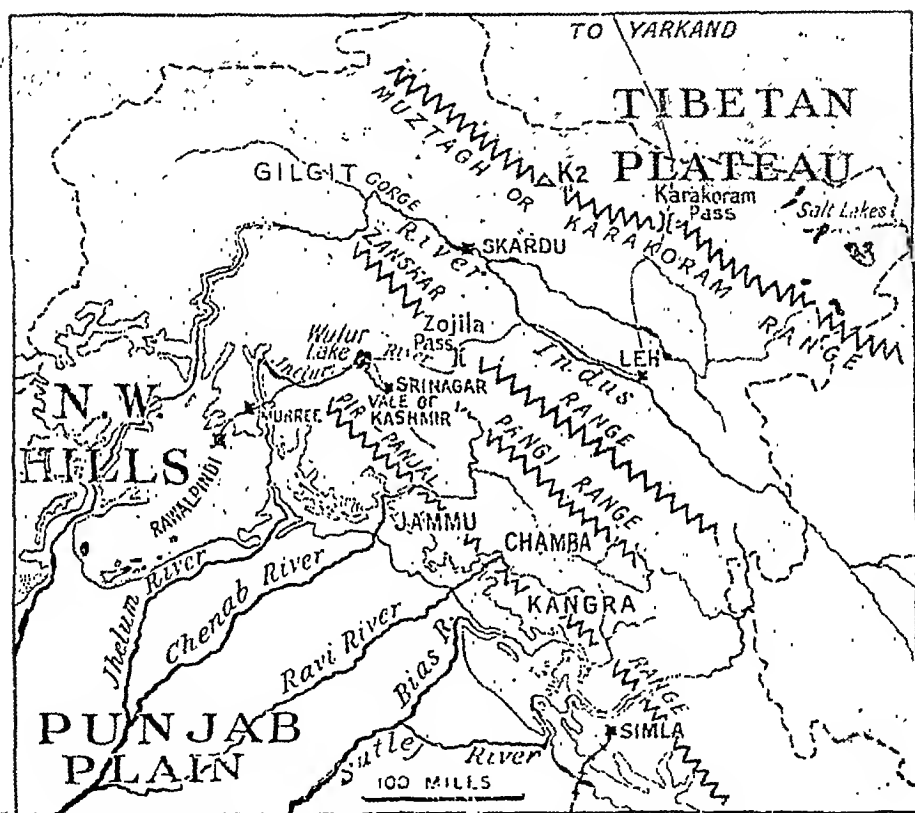 TO YARKAND
TIBETAN
PLATEAU
MUZTAGH OR KARAKORAM RANGE
K2
Karakoram
Pass
Salt Lakes
GILGIT
GORGE
River
SKARDU
ZANSKAR
Zojila
Pass
Wulur
Lake
River
Indus
LEH
SRINAGAR
VALE OF
KASHMIR
RANGE
N.W.
HILLS
MURREE
PIR PANJAL
PANGI RANGE
RAWALPINDI
JAMMU
CHAMBA
KANGRA
Jhelum River
Chenab River
Ravi River
Bias R.
RANGE
SIMLA
PUNJAB
PLAIN
Sutlej River
100 MILES